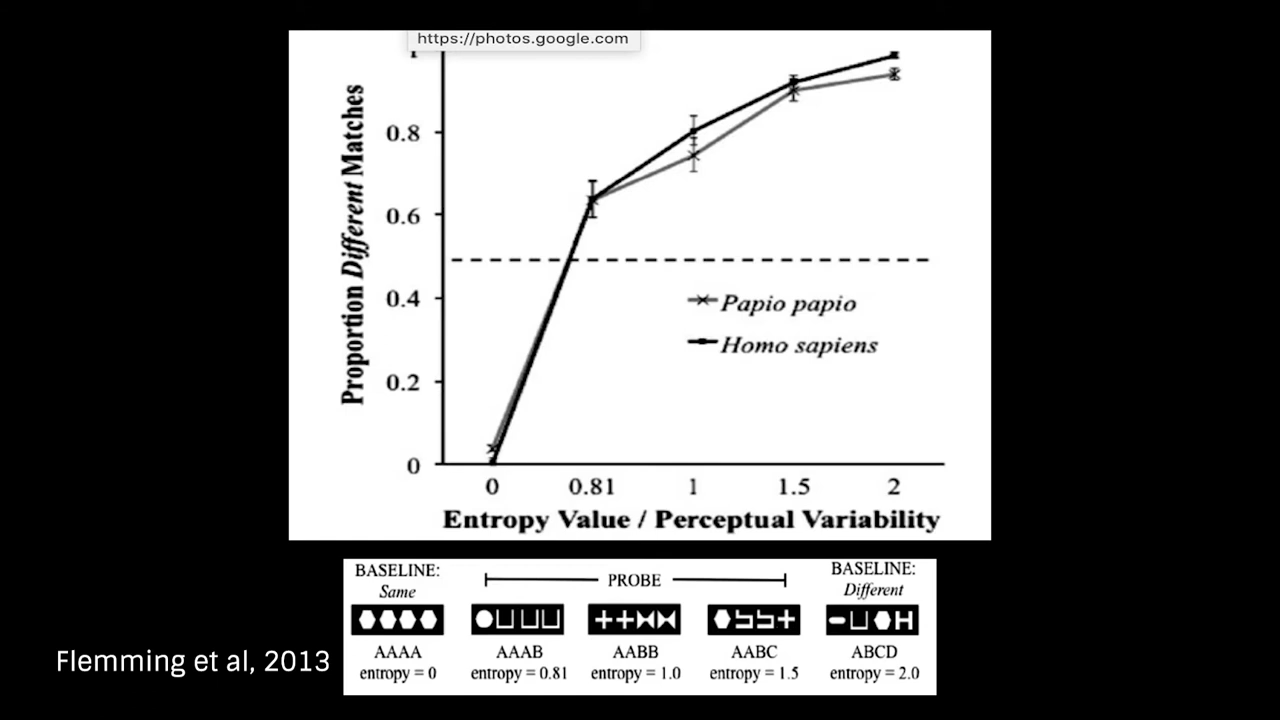 https://photos.google.com
1
0.8
0.6
0.4
0.2
0
Proportion Different Matches
Papio papio
Homo sapiens
0 0.81 1 1.5 2
Entropy Value / Perceptual Variability
BASELINE: PROBE BASELINE:
Same Different
AAAA AAAB AABB AABC ABCD
entropy = 0 entropy = 0.81 entropy = 1.0 entropy = 1.5 entropy = 2.0
Flemming et al, 2013